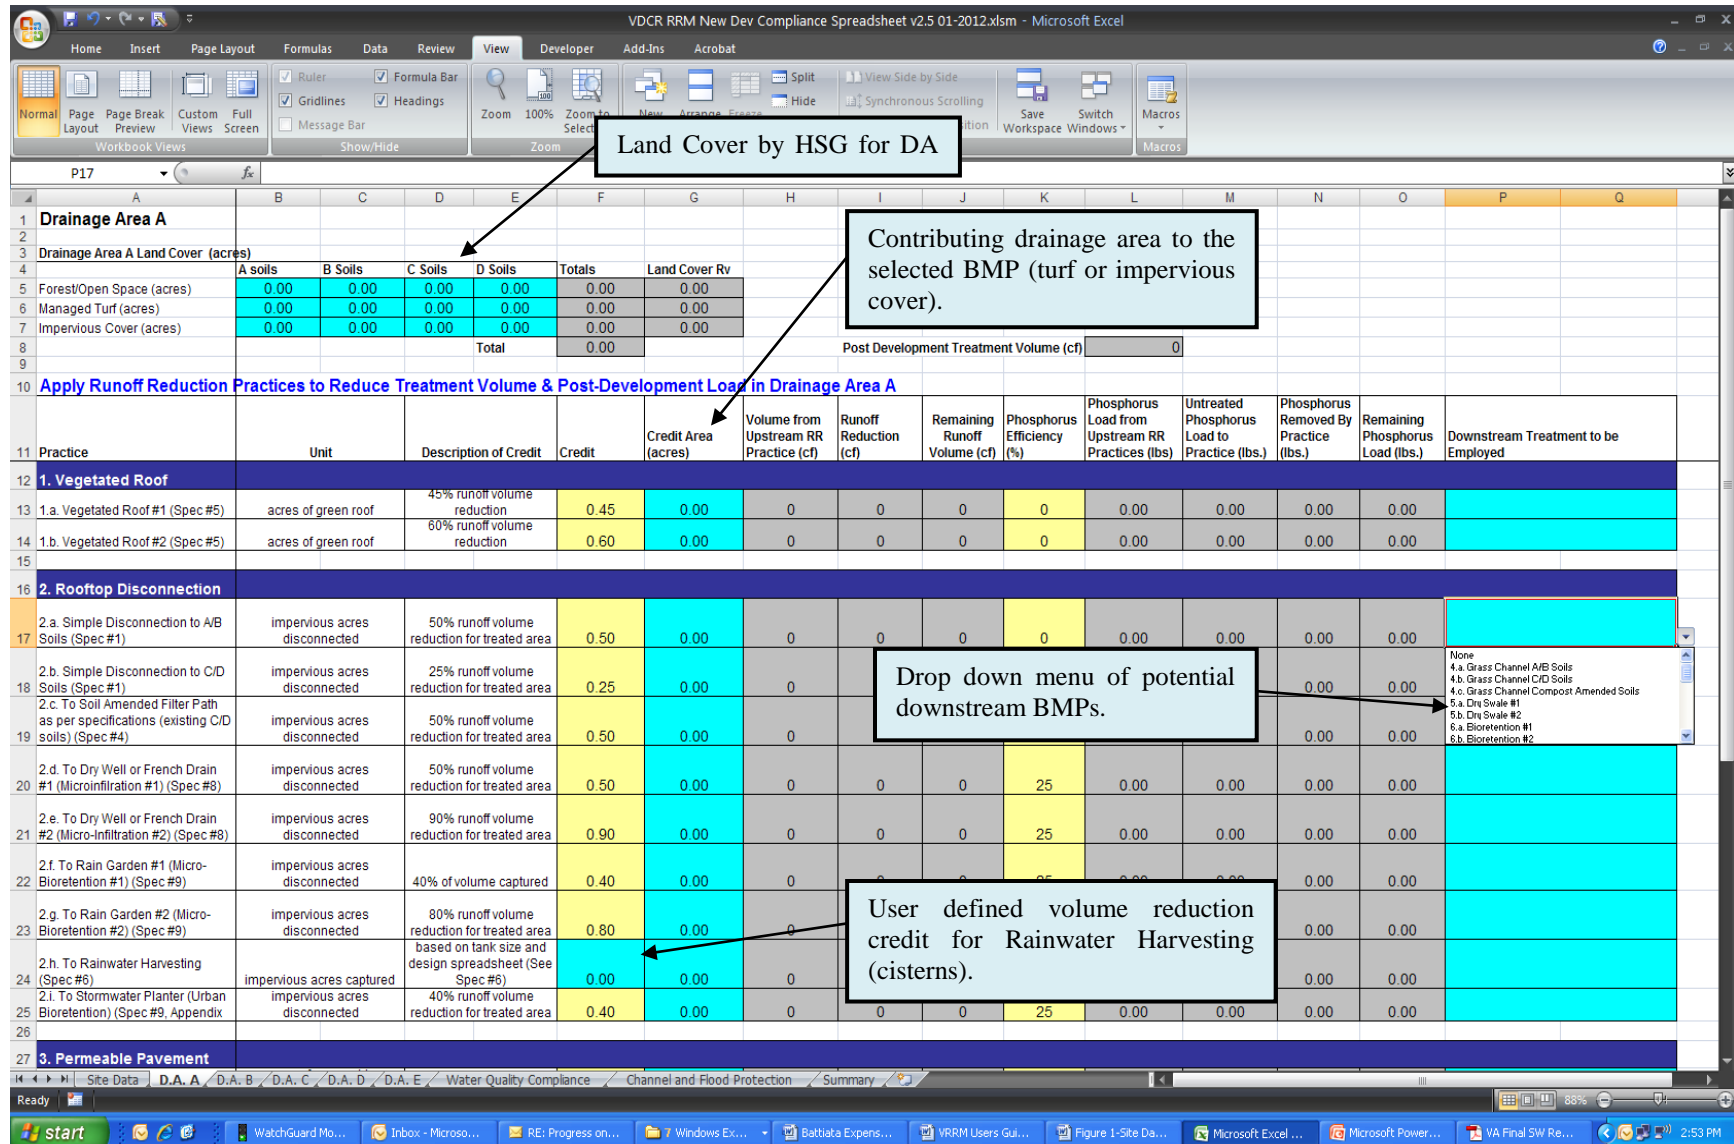 VDCR RRM New Dev Compliance Spreadsheet v2.5 01-2012.xlsm - Microsoft Excel
Home Insert Page Layout Formulas Data Review View Developer Add-Ins Acrobat
Normal
Page Layout
Page Break Preview
Custom Views
Full Screen
Workbook Views
Ruler
Formula Bar
Gridlines
Headings
Message Bar
Show/Hide
Zoom
100%
Zoom to
Zoom
Split
Hide
View Side by Side
Synchronous Scrolling
Save Workspace
Switch Windows
Macros
Macros
Land Cover by HSG for DA
P17
fx
A B C D E F G H I J K L M N O P Q
1 Drainage Area A
2
3 Drainage Area A Land Cover (acres)
4 A soils B Soils C Soils D Soils Totals Land Cover Rv
5 Forest/Open Space (acres) 0.00 0.00 0.00 0.00 0.00 0.00
6 Managed Turf (acres) 0.00 0.00 0.00 0.00 0.00 0.00
7 Impervious Cover (acres) 0.00 0.00 0.00 0.00 0.00 0.00
8 Total 0.00 Post Development Treatment Volume (cf) 0
Contributing drainage area to the
selected BMP (turf or impervious
cover).
9
10 Apply Runoff Reduction Practices to Reduce Treatment Volume & Post-Development Load in Drainage Area A
11 Practice Unit Description of Credit Credit Credit Area (acres) Volume from Upstream RR Practice (cf) Runoff Reduction (cf) Remaining Runoff Volume (cf) Phosphorus Efficiency (%) Phosphorus Load from Upstream RR Practices (lbs) Untreated Phosphorus Load to Practice (lbs.) Phosphorus Removed By Practice (lbs.) Remaining Phosphorus Load (lbs.) Downstream Treatment to be Employed
12 1. Vegetated Roof
13 1.a. Vegetated Roof #1 (Spec #5) acres of green roof 45% runoff volume reduction 0.45 0.00 0 0 0 0 0.00 0.00 0.00 0.00
14 1.b. Vegetated Roof #2 (Spec #5) acres of green roof 60% runoff volume reduction 0.60 0.00 0 0 0 0 0.00 0.00 0.00 0.00
15
16 2. Rooftop Disconnection
17 2.a. Simple Disconnection to A/B Soils (Spec #1) impervious acres disconnected 50% runoff volume reduction for treated area 0.50 0.00 0 0 0 0 0.00 0.00 0.00 0.00
18 2.b. Simple Disconnection to C/D Soils (Spec #1) impervious acres disconnected 25% runoff volume reduction for treated area 0.25 0.00 0 0.00 0.00
19 2.c. To Soil Amended Filter Path as per specifications (existing C/D soils) (Spec #4) impervious acres disconnected 50% runoff volume reduction for treated area 0.50 0.00 0 0.00 0.00
None
4.a. Grass Channel A/B Soils
4.b. Grass Channel C/D Soils
4.c. Grass Channel Compost Amended Soils
5.a. Dry Swale #1
5.b. Dry Swale #2
6.a. Bioretention #1
6.b. Bioretention #2
Drop down menu of potential
downstream BMPs.
20 2.d. To Dry Well or French Drain #1 (Microinfilration #1) (Spec #8) impervious acres disconnected 50% runoff volume reduction for treated area 0.50 0.00 0 0 0 25 0.00 0.00 0.00 0.00
21 2.e. To Dry Well or French Drain #2 (Micro-Infiltration #2) (Spec #8) impervious acres disconnected 90% runoff volume reduction for treated area 0.90 0.00 0 0 0 25 0.00 0.00 0.00 0.00
22 2.f. To Rain Garden #1 (Micro-Bioretention #1) (Spec #9) impervious acres disconnected 40% of volume captured 0.40 0.00 0 0.00 0.00
23 2.g. To Rain Garden #2 (Micro-Bioretention #2) (Spec #9) impervious acres disconnected 80% runoff volume reduction for treated area 0.80 0.00 0 0.00 0.00
24 2.h. To Rainwater Harvesting (Spec #6) impervious acres captured based on tank size and design spreadsheet (See Spec #6) 0.00 0.00 0 0.00 0.00
User defined volume reduction
credit for Rainwater Harvesting
(cisterns).
25 2.i. To Stormwater Planter (Urban Bioretention) (Spec #9, Appendix impervious acres disconnected 40% runoff volume reduction for treated area 0.40 0.00 0 0 0 25 0.00 0.00 0.00 0.00
26
27 3. Permeable Pavement
Site Data D.A. A D.A. B D.A. C D.A. D D.A. E Water Quality Compliance Channel and Flood Protection Summary
Ready 88%
start WatchGuard Mo... Inbox - Microso... RE: Progress on... 7 Windows Ex... Battiata Expens... VRRM Users Gui... Figure 1-Site Da... Microsoft Excel ... Microsoft Power... VA Final SW Re... 2:53 PM